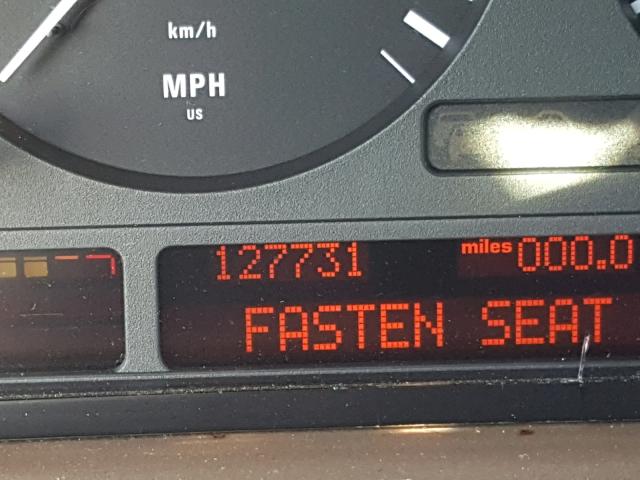 km/h
MPH
US
127731 miles 000.0
FASTEN SEAT